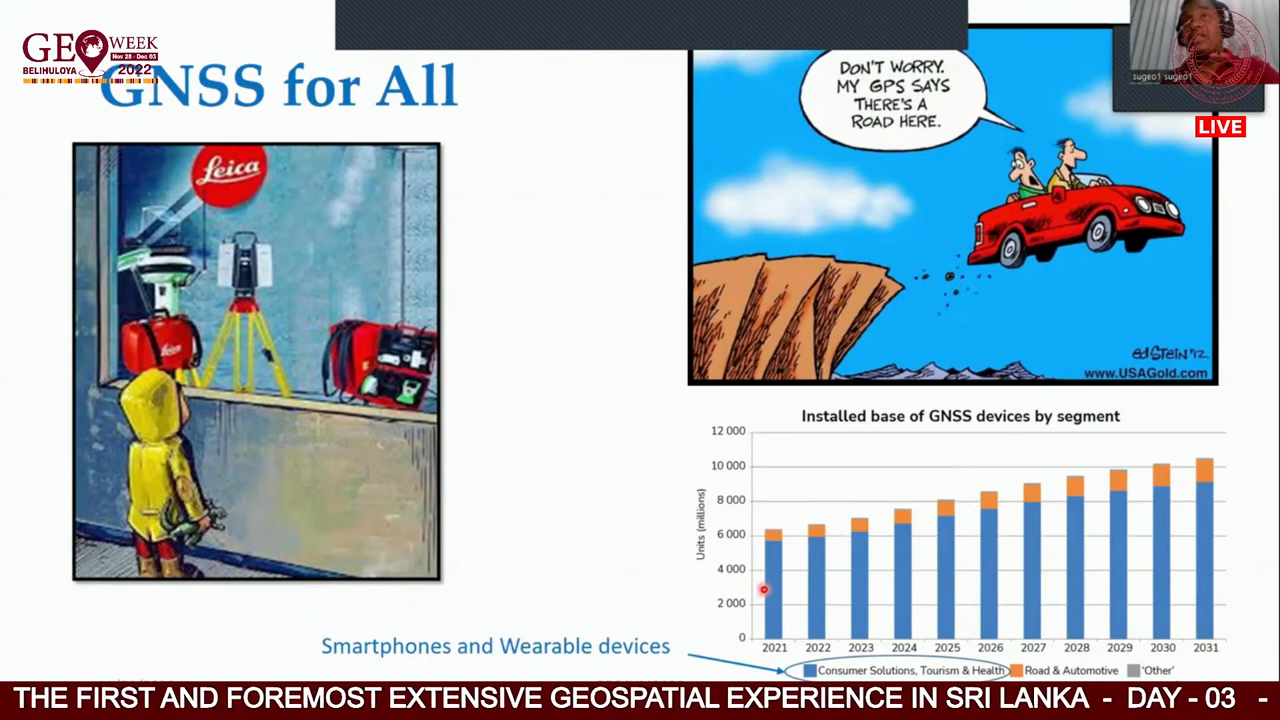 GEOWEEK
Nov 28 - Dec 03
BELIHULOYA 2022
GNSS for All
Leica
Leica
DON'T WORRY.
MY GPS SAYS
THERE'S A
ROAD HERE.
ed STEIN '12
www.USAGold.com
sugeo1 sugeo1
LIVE
Installed base of GNSS devices by segment
Units (millions)
12 000
10 000
8 000
6 000
4 000
2 000
0
2021 2022 2023 2024 2025 2026 2027 2028 2029 2030 2031
Smartphones and Wearable devices
Consumer Solutions, Tourism & Health Road & Automotive 'Other'
THE FIRST AND FOREMOST EXTENSIVE GEOSPATIAL EXPERIENCE IN SRI LANKA - DAY - 03 -